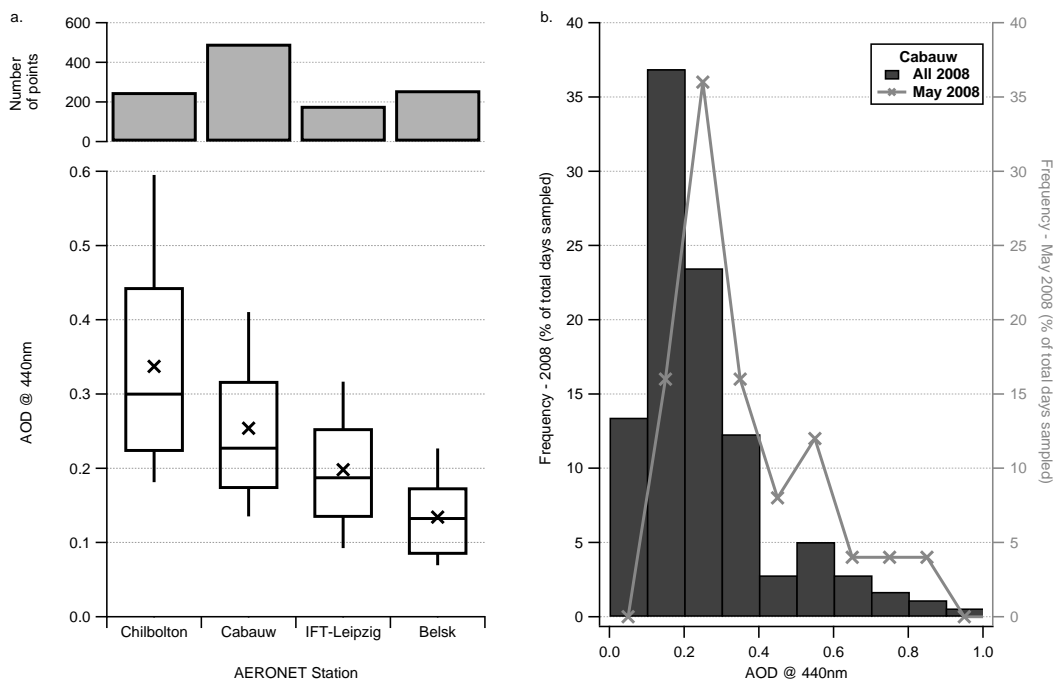 a.
Number
of points
600
400
200
0
AOD @ 440nm
0.6
0.5
0.4
0.3
0.2
0.1
0.0
Chilbolton
Cabauw
IFT-Leipzig
Belsk
AERONET Station
b.
Frequency - 2008 (% of total days sampled)
40
35
30
25
20
15
10
5
0
Cabauw
All 2008
May 2008
40
35
30
25
20
15
10
5
0
Frequency - May 2008 (% of total days sampled)
0.0
0.2
0.4
0.6
0.8
1.0
AOD @ 440nm